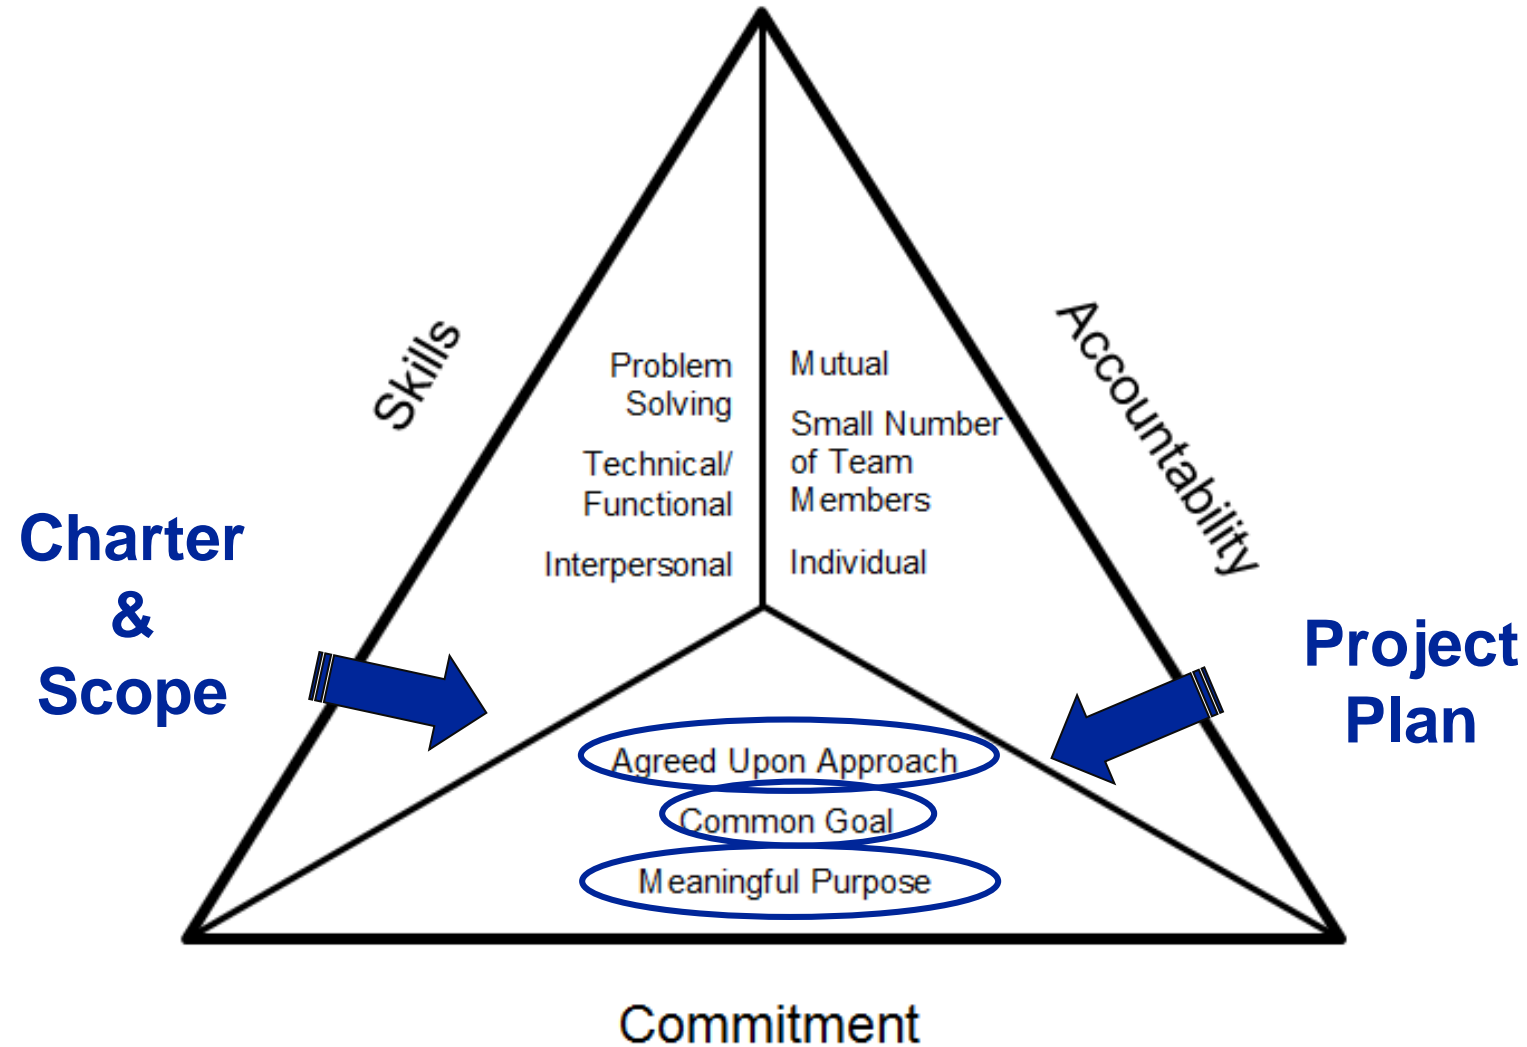 Skills
Accountability
Problem
Solving
Technical/
Functional
Interpersonal
Mutual
Small Number
of Team
Members
Individual
Charter
&
Scope
Project
Plan
Agreed Upon Approach
Common Goal
Meaningful Purpose
Commitment